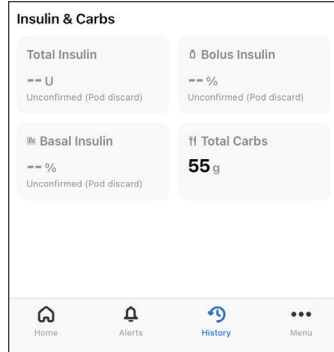 Insulin & Carbs
Total Insulin
-- U
Unconfirmed (Pod discard)
Bolus Insulin
-- %
Unconfirmed (Pod discard)
Basal Insulin
-- %
Unconfirmed (Pod discard)
Total Carbs
55 g
Home
Alerts
History
Menu